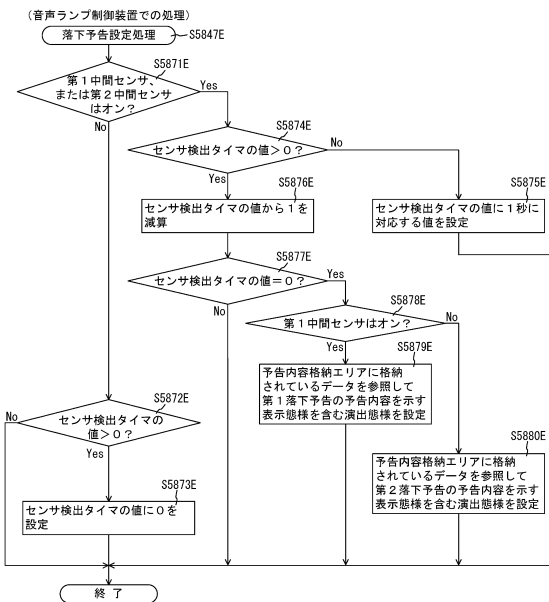 （音声ランプ制御装置での処理）
落下予告設定処理
S5847E
S5871E
第１中間センサ、
または第２中間センサ
はオン？
Yes
No
S5874E
センサ検出タイマの値＞０？
No
Yes
S5876E
センサ検出タイマの値から１を
減算
S5875E
センサ検出タイマの値に１秒に
対応する値を設定
S5877E
センサ検出タイマの値＝０？
Yes
No
S5878E
第１中間センサはオン？
No
Yes
S5879E
予告内容格納エリアに格納
されているデータを参照して
第１落下予告の予告内容を示す
表示態様を含む演出態様を設定
S5872E
センサ検出タイマの
値＞０？
No
Yes
S5880E
予告内容格納エリアに格納
されているデータを参照して
第２落下予告の予告内容を示す
表示態様を含む演出態様を設定
S5873E
センサ検出タイマの値に０を
設定
終 了